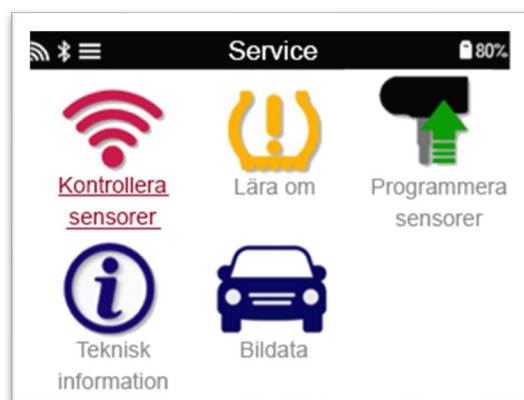 Service
80%
Kontrollera
sensorer
Lära om
Programmera
sensorer
Teknisk
information
Bildata